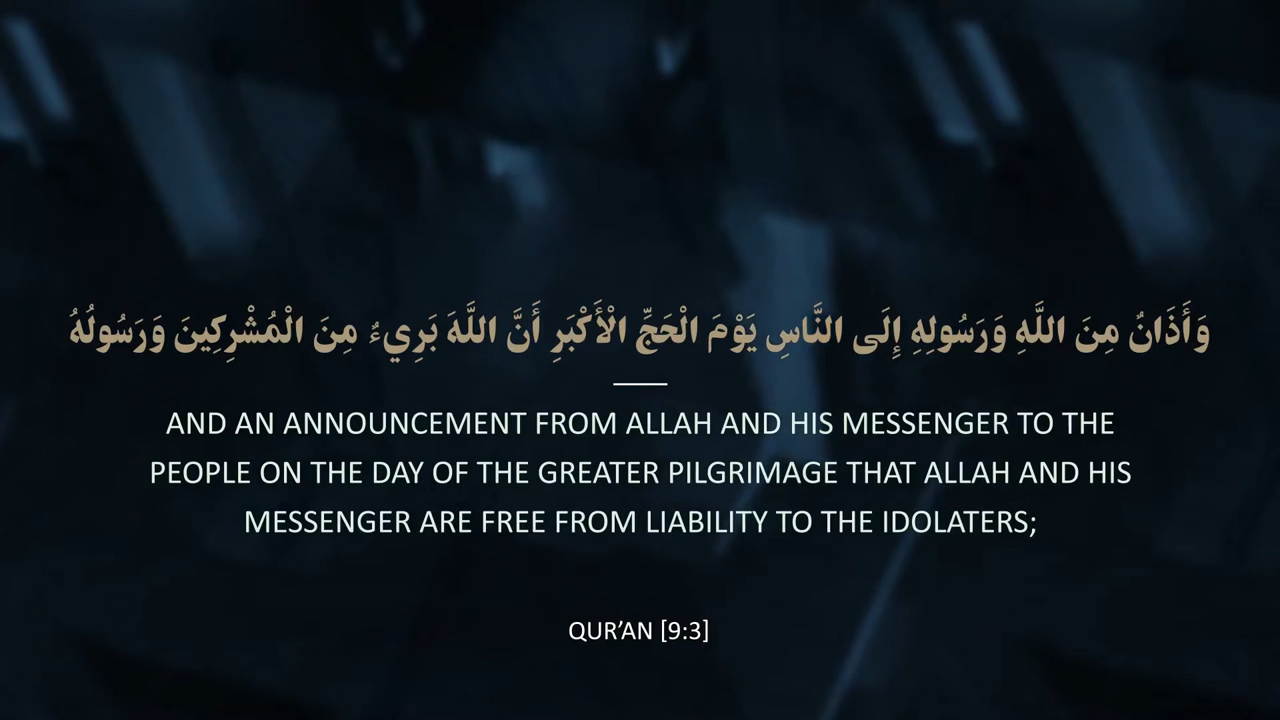 وَأَذَانٌ مِنَ اللَّهِ وَرَسُولِهِ إِلَى النَّاسِ يَوْمَ الْحَجِّ الْأَكْبَرِ أَنَّ اللَّهَ بَرِيءٌ مِنَ الْمُشْرِكِينَ وَرَسُولُهُ
AND AN ANNOUNCEMENT FROM ALLAH AND HIS MESSENGER TO THE
PEOPLE ON THE DAY OF THE GREATER PILGRIMAGE THAT ALLAH AND HIS
MESSENGER ARE FREE FROM LIABILITY TO THE IDOLATERS;
QUR’AN [9:3]